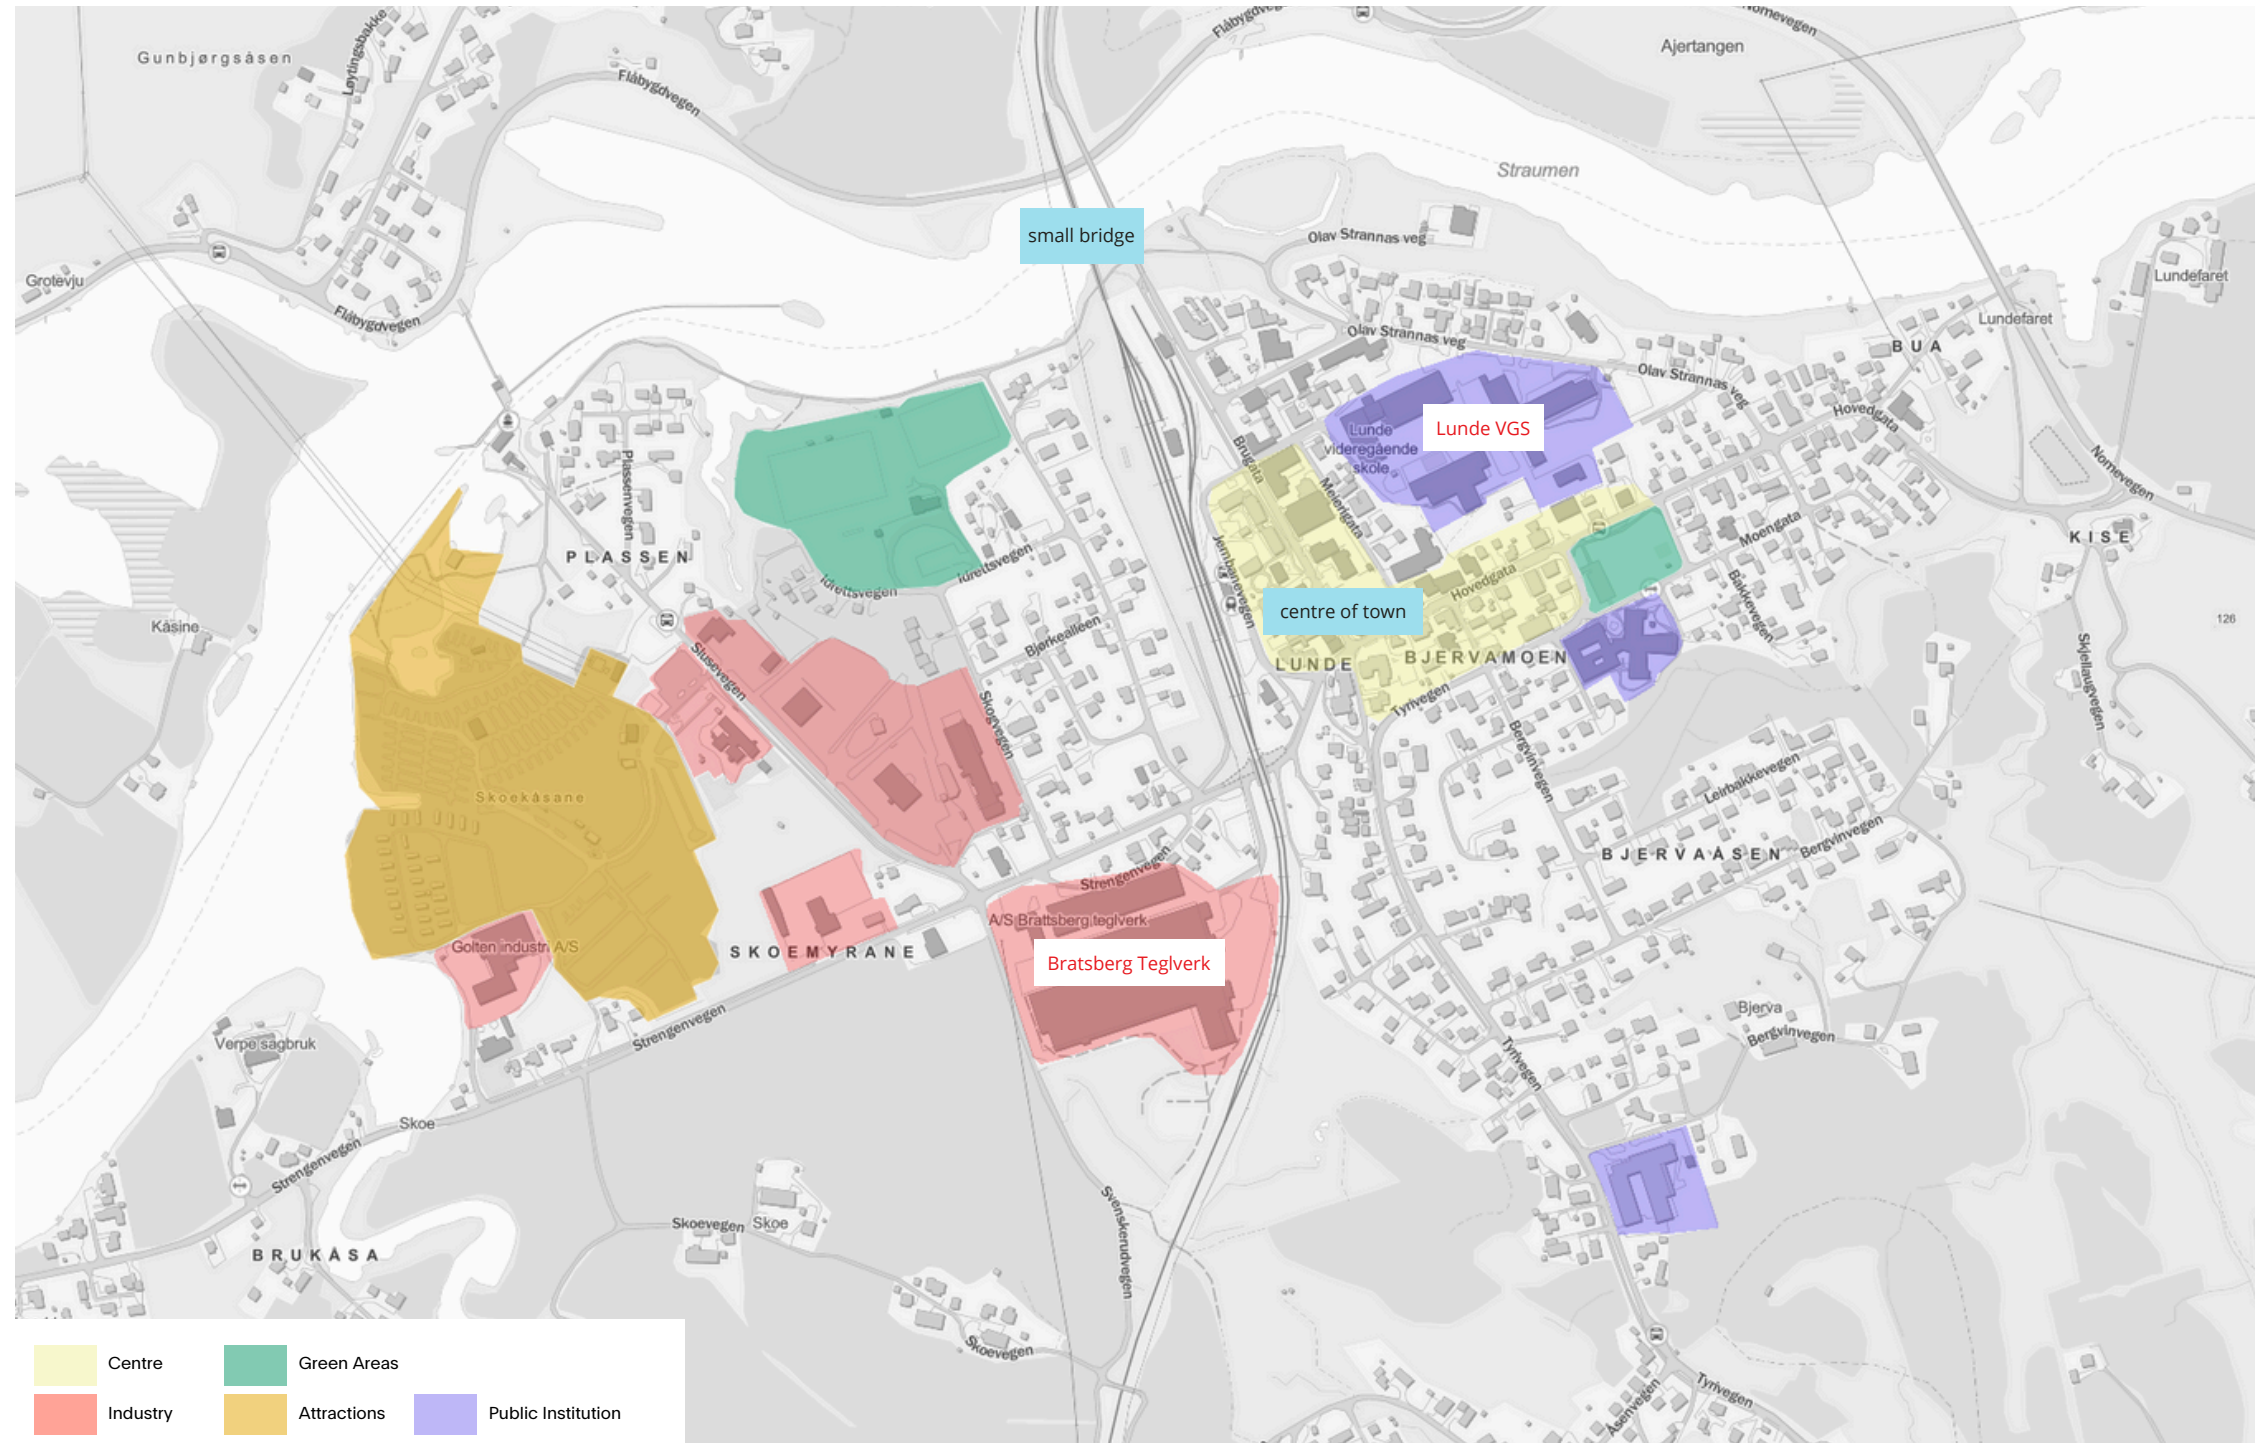 Gunbjørgsåsen
Løytingsbakke
Flåbygdvegen
Flåbygdveg
Nomevegen
Ajertangen
Straumen
small bridge
Olav Strannas veg
Grotevju
Flåbygdvegen
Lundefaret
Lundefaret
Olav Strannas veg
BUA
Olav Strannas veg
Hovedgata
Lunde VGS
Lunde
videregående
skole
Brugata
Meierigata
Plassenvegen
Nomevegen
Moengata
KISE
PLASSEN
Idrettsvegen
Idrettsvegen
Jernbanevegen
Hovedgata
Bakkevegen
centre of town
Kåsine
126
Bjørkealleen
Slusevegen
LUNDE
BJERVAMOEN
Skjellaugvegen
Skogvegen
Tyrivegen
Bergvinvegen
Leirbakkevegen
Skoekåsane
BJERVAÅSEN
Bergvinvegen
Strengenvegen
A/S Brattsberg teglverk
Golten industri A/S
SKOEMYRANE
Bratsberg Teglverk
Bjerva
Bergvinvegen
Strengenvegen
Verpe sagbruk
Tyrivegen
Skoe
Strengenvegen
Svenskerudvegen
Skoevegen
Skoe
BRUKÅSA
Skoevegen
Åsenvegen
Tyrivegen
Centre
Green Areas
Industry
Attractions
Public Institution